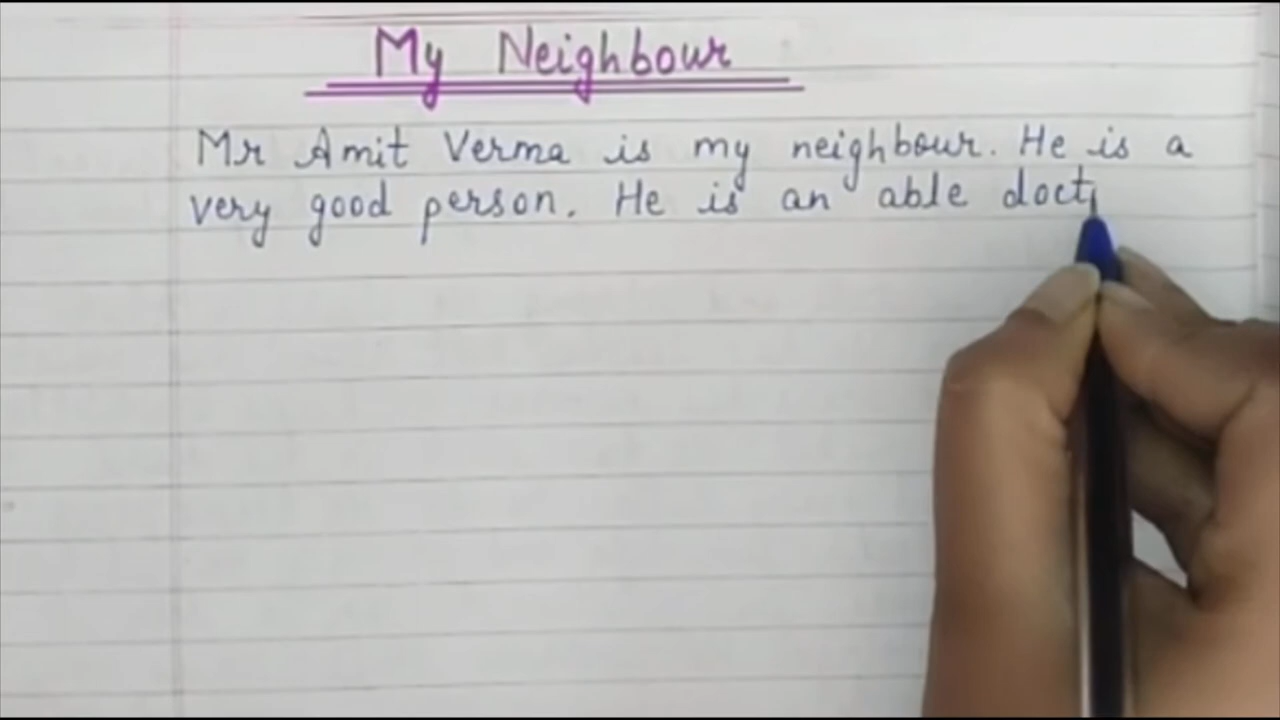 My Neighbour
Mr Amit Verma is my neighbour. He is a
very good person. He is an able doct